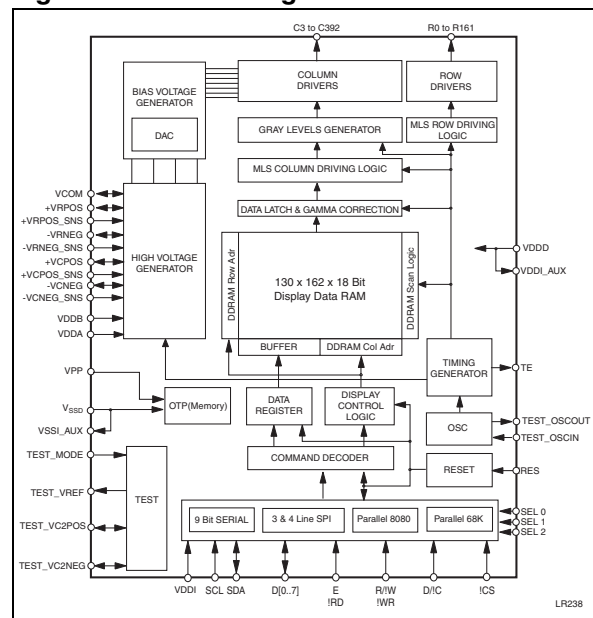 C3 to C392
R0 to R161
COLUMN
DRIVERS
ROW
DRIVERS
BIAS VOLTAGE
GENERATOR
DAC
GRAY LEVELS GENERATOR
MLS ROW DRIVING
LOGIC
MLS COLUMN DRIVING LOGIC
DATA LATCH & GAMMA CORRECTION
VCOM
+VRPOS
+VRPOS_SNS
-VRNEG
-VRNEG_SNS
+VCPOS
+VCPOS_SNS
-VCNEG
-VCNEG_SNS
VDDB
VDDA
HIGH VOLTAGE
GENERATOR
DDRAM Row Adr
130 x 162 x 18 Bit
Display Data RAM
DDRAM Scan Logic
BUFFER
DDRAM Col Adr
VDDD
VDDI_AUX
VPP
VSSD
VSSI_AUX
OTP(Memory)
DATA
REGISTER
DISPLAY
CONTROL
LOGIC
TIMING
GENERATOR
TE
OSC
TEST_OSCOUT
TEST_OSCIN
COMMAND DECODER
RESET
RES
TEST_MODE
TEST_VREF
TEST_VC2POS
TEST_VC2NEG
TEST
9 Bit SERIAL
3 & 4 Line SPI
Parallel 8080
Parallel 68K
SEL 0
SEL 1
SEL 2
VDDI
SCL
SDA
D[0..7]
E
!RD
R/!W
!WR
D/!C
!CS
LR238